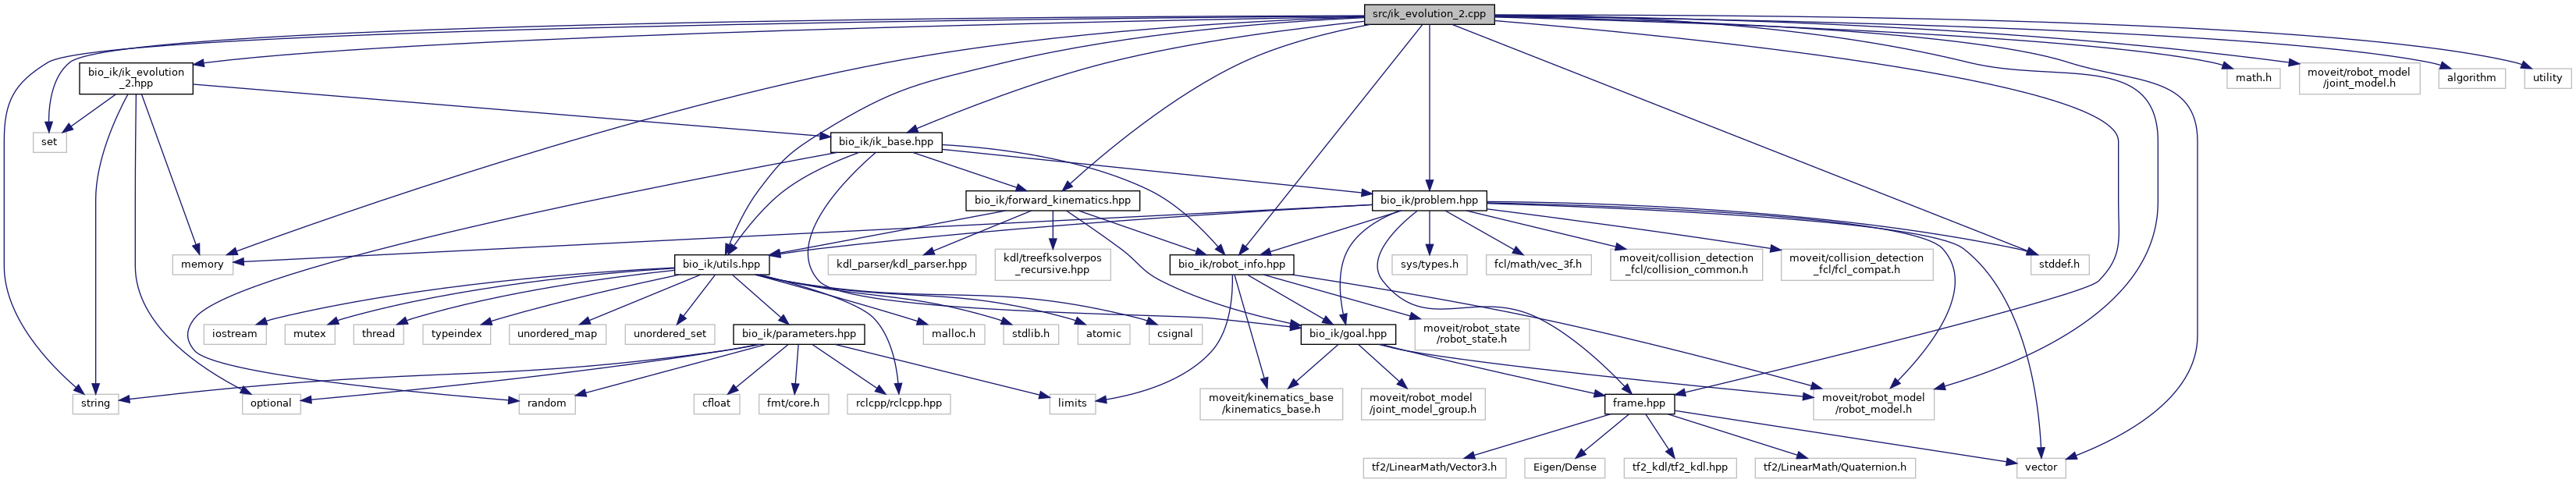 src/ik_evolution_2.cpp
bio_ik/ik_evolution
_2.hpp
math.h
moveit/robot_model
/joint_model.h
algorithm
utility
set
bio_ik/ik_base.hpp
bio_ik/forward_kinematics.hpp
bio_ik/problem.hpp
memory
bio_ik/utils.hpp
kdl_parser/kdl_parser.hpp
kdl/treefksolverpos
_recursive.hpp
bio_ik/robot_info.hpp
sys/types.h
fcl/math/vec_3f.h
moveit/collision_detection
_fcl/collision_common.h
moveit/collision_detection
_fcl/fcl_compat.h
stddef.h
iostream
mutex
thread
typeindex
unordered_map
unordered_set
bio_ik/parameters.hpp
malloc.h
stdlib.h
atomic
csignal
bio_ik/goal.hpp
moveit/robot_state
/robot_state.h
string
optional
random
cfloat
fmt/core.h
rclcpp/rclcpp.hpp
limits
moveit/kinematics_base
/kinematics_base.h
moveit/robot_model
/joint_model_group.h
frame.hpp
moveit/robot_model
/robot_model.h
tf2/LinearMath/Vector3.h
Eigen/Dense
tf2_kdl/tf2_kdl.hpp
tf2/LinearMath/Quaternion.h
vector